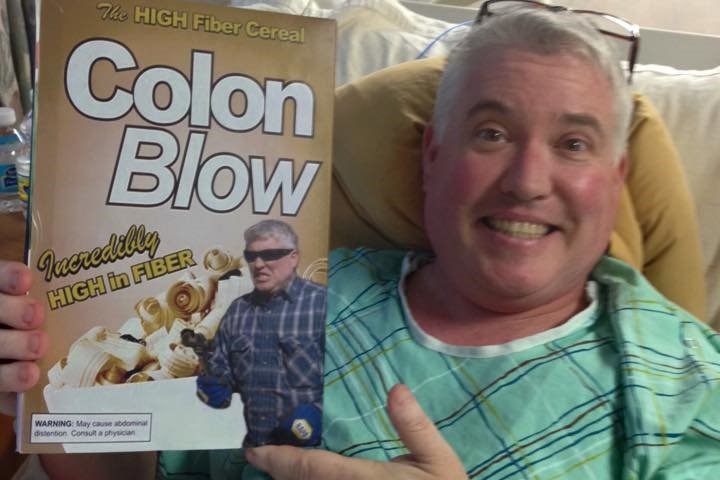 The HIGH Fiber Cereal
Colon
Blow
Incredibly
HIGH in FIBER
WARNING: May cause abdominal
distention. Consult a physician.